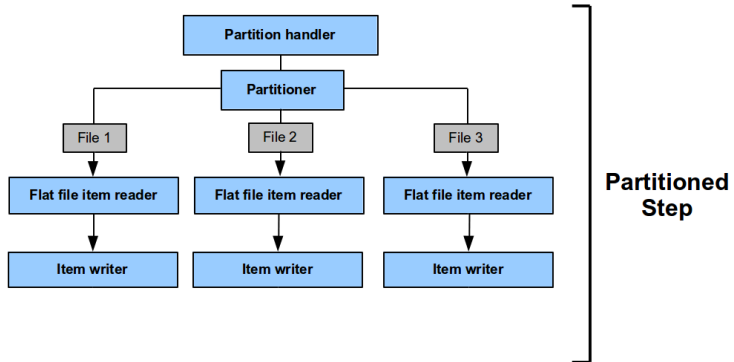 Partition handler
Partitioner
File 1
File 2
File 3
Flat file item reader
Flat file item reader
Flat file item reader
Item writer
Item writer
Item writer
Partitioned
Step